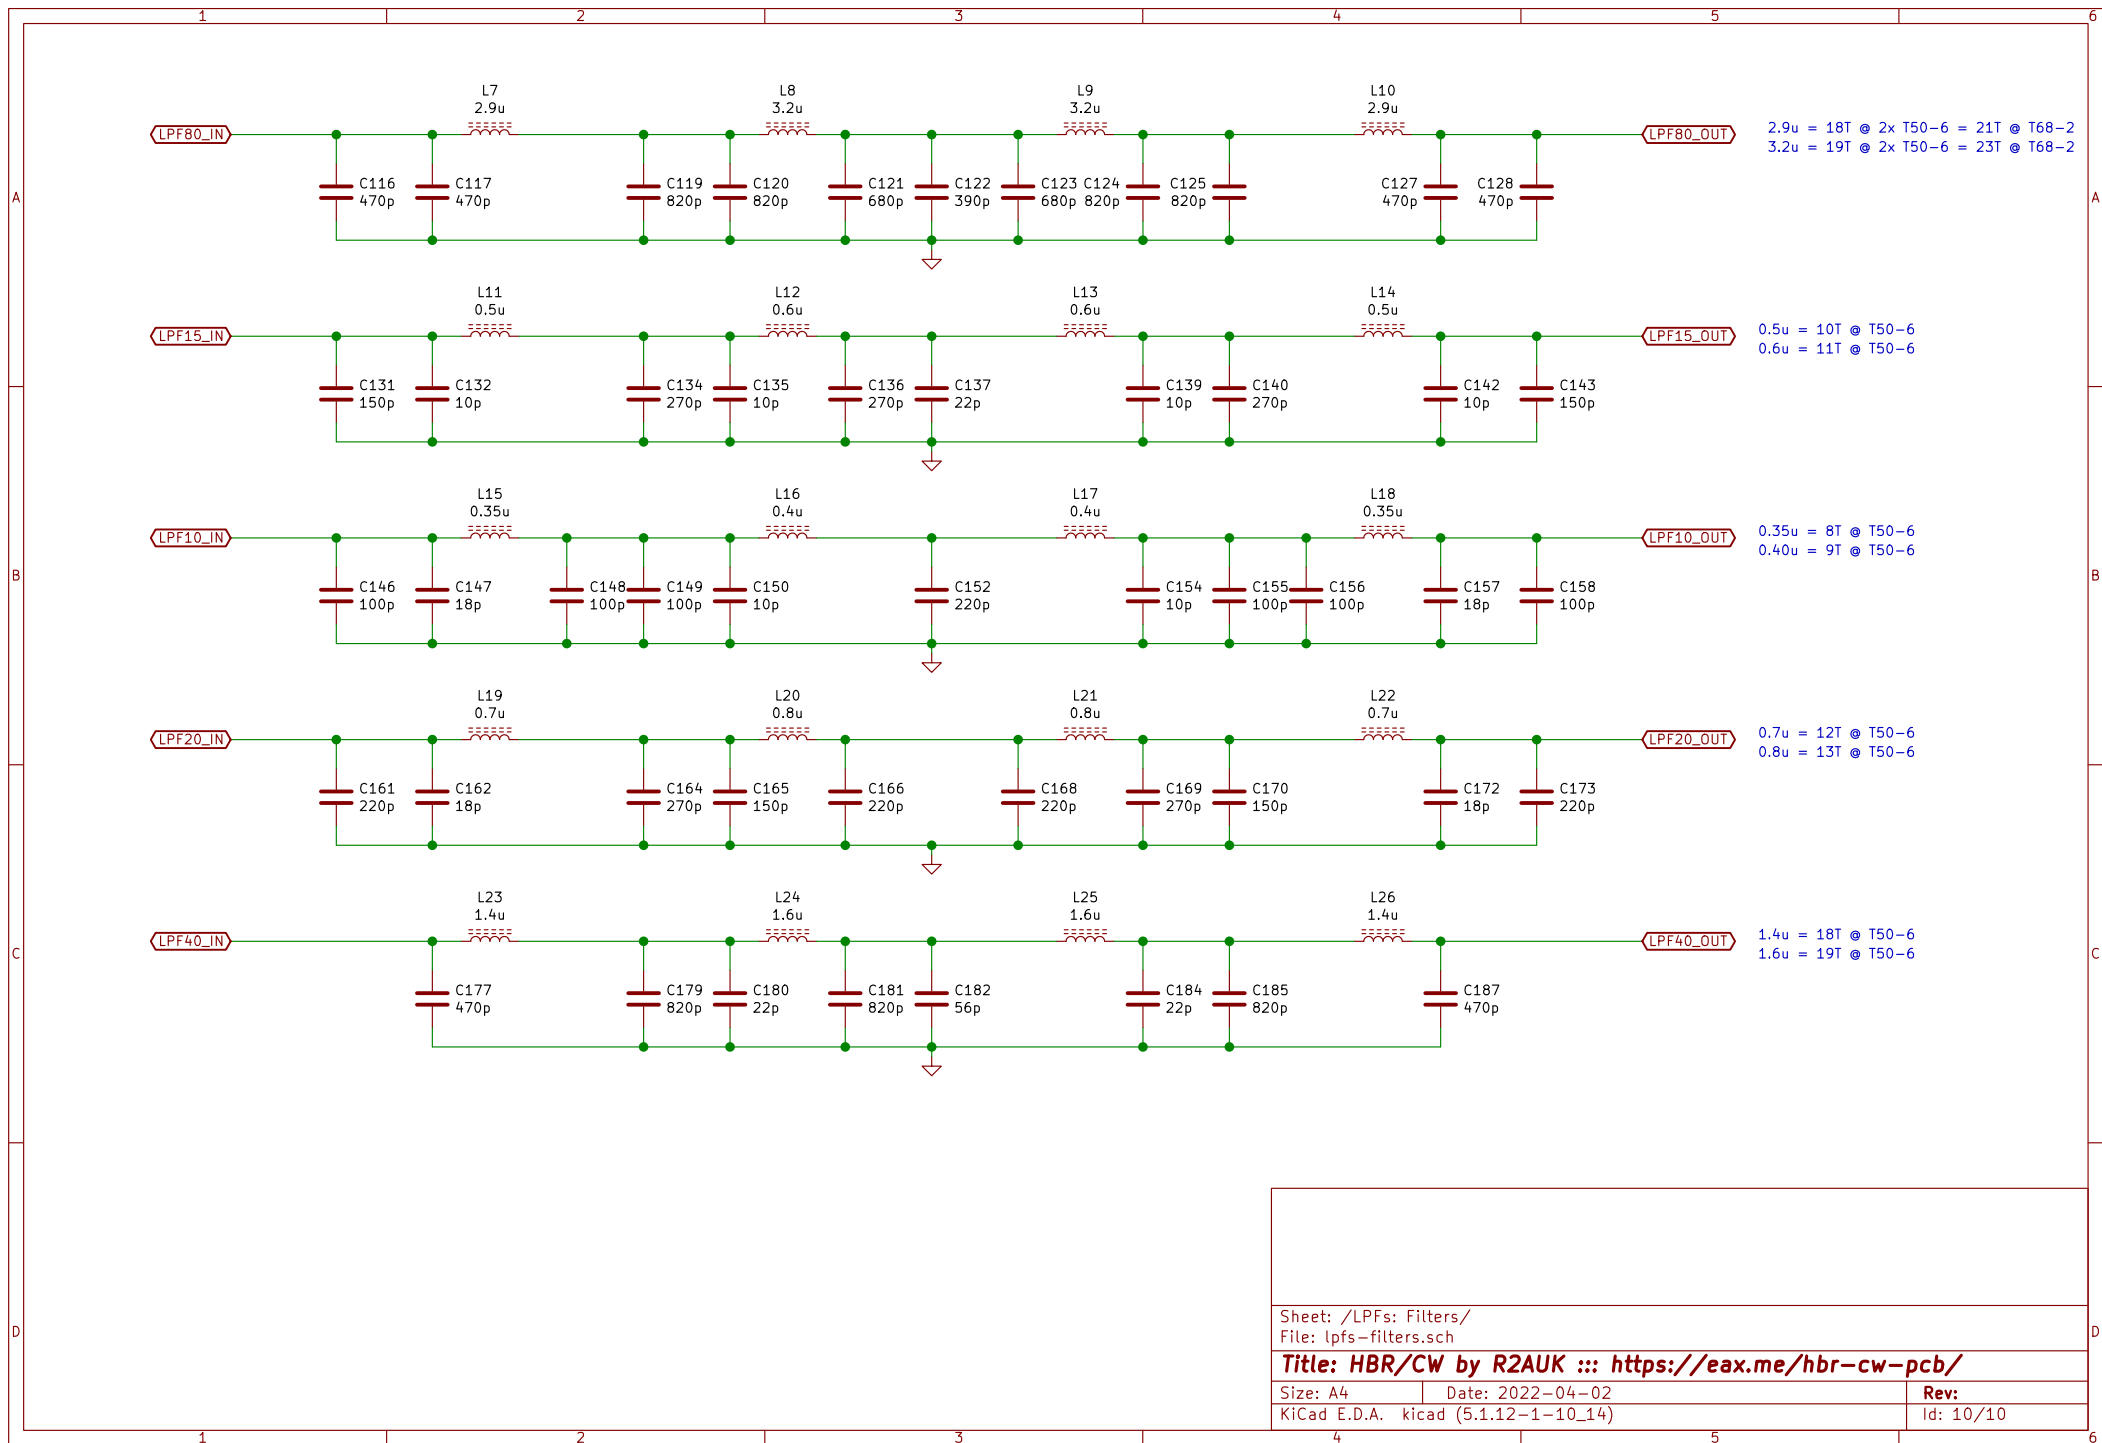 1 2 3 4 5 6
L7 L8 L9 L10
2.9u 3.2u 3.2u 2.9u
LPF80_IN LPF80_OUT
2.9u = 18T @ 2x T50-6 = 21T @ T68-2
3.2u = 19T @ 2x T50-6 = 23T @ T68-2
A C116 C117 C119 C120 C121 C122 C123 C124 C125 C127 C128 A
470p 470p 820p 820p 680p 390p 680p 820p 820p 470p 470p
L11 L12 L13 L14
0.5u 0.6u 0.6u 0.5u
LPF15_IN LPF15_OUT
0.5u = 10T @ T50-6
0.6u = 11T @ T50-6
C131 C132 C134 C135 C136 C137 C139 C140 C142 C143
150p 10p 270p 10p 270p 22p 10p 270p 10p 150p
L15 L16 L17 L18
0.35u 0.4u 0.4u 0.35u
LPF10_IN LPF10_OUT
0.35u = 8T @ T50-6
0.40u = 9T @ T50-6
B C146 C147 C148 C149 C150 C152 C154 C155 C156 C157 C158 B
100p 18p 100p 100p 10p 220p 10p 100p 100p 18p 100p
L19 L20 L21 L22
0.7u 0.8u 0.8u 0.7u
LPF20_IN LPF20_OUT
0.7u = 12T @ T50-6
0.8u = 13T @ T50-6
C161 C162 C164 C165 C166 C168 C169 C170 C172 C173
220p 18p 270p 150p 220p 220p 270p 150p 18p 220p
L23 L24 L25 L26
1.4u 1.6u 1.6u 1.4u
LPF40_IN LPF40_OUT
1.4u = 18T @ T50-6
1.6u = 19T @ T50-6
C C
C177 C179 C180 C181 C182 C184 C185 C187
470p 820p 22p 820p 56p 22p 820p 470p
Sheet: /LPFs: Filters/
D D
File: lpfs-filters.sch
Title: HBR/CW by R2AUK ::: https://eax.me/hbr-cw-pcb/
Size: A4 Date: 2022-04-02 Rev:
KiCad E.D.A. kicad (5.1.12-1-10_14) Id: 10/10
1 2 3 4 5 6